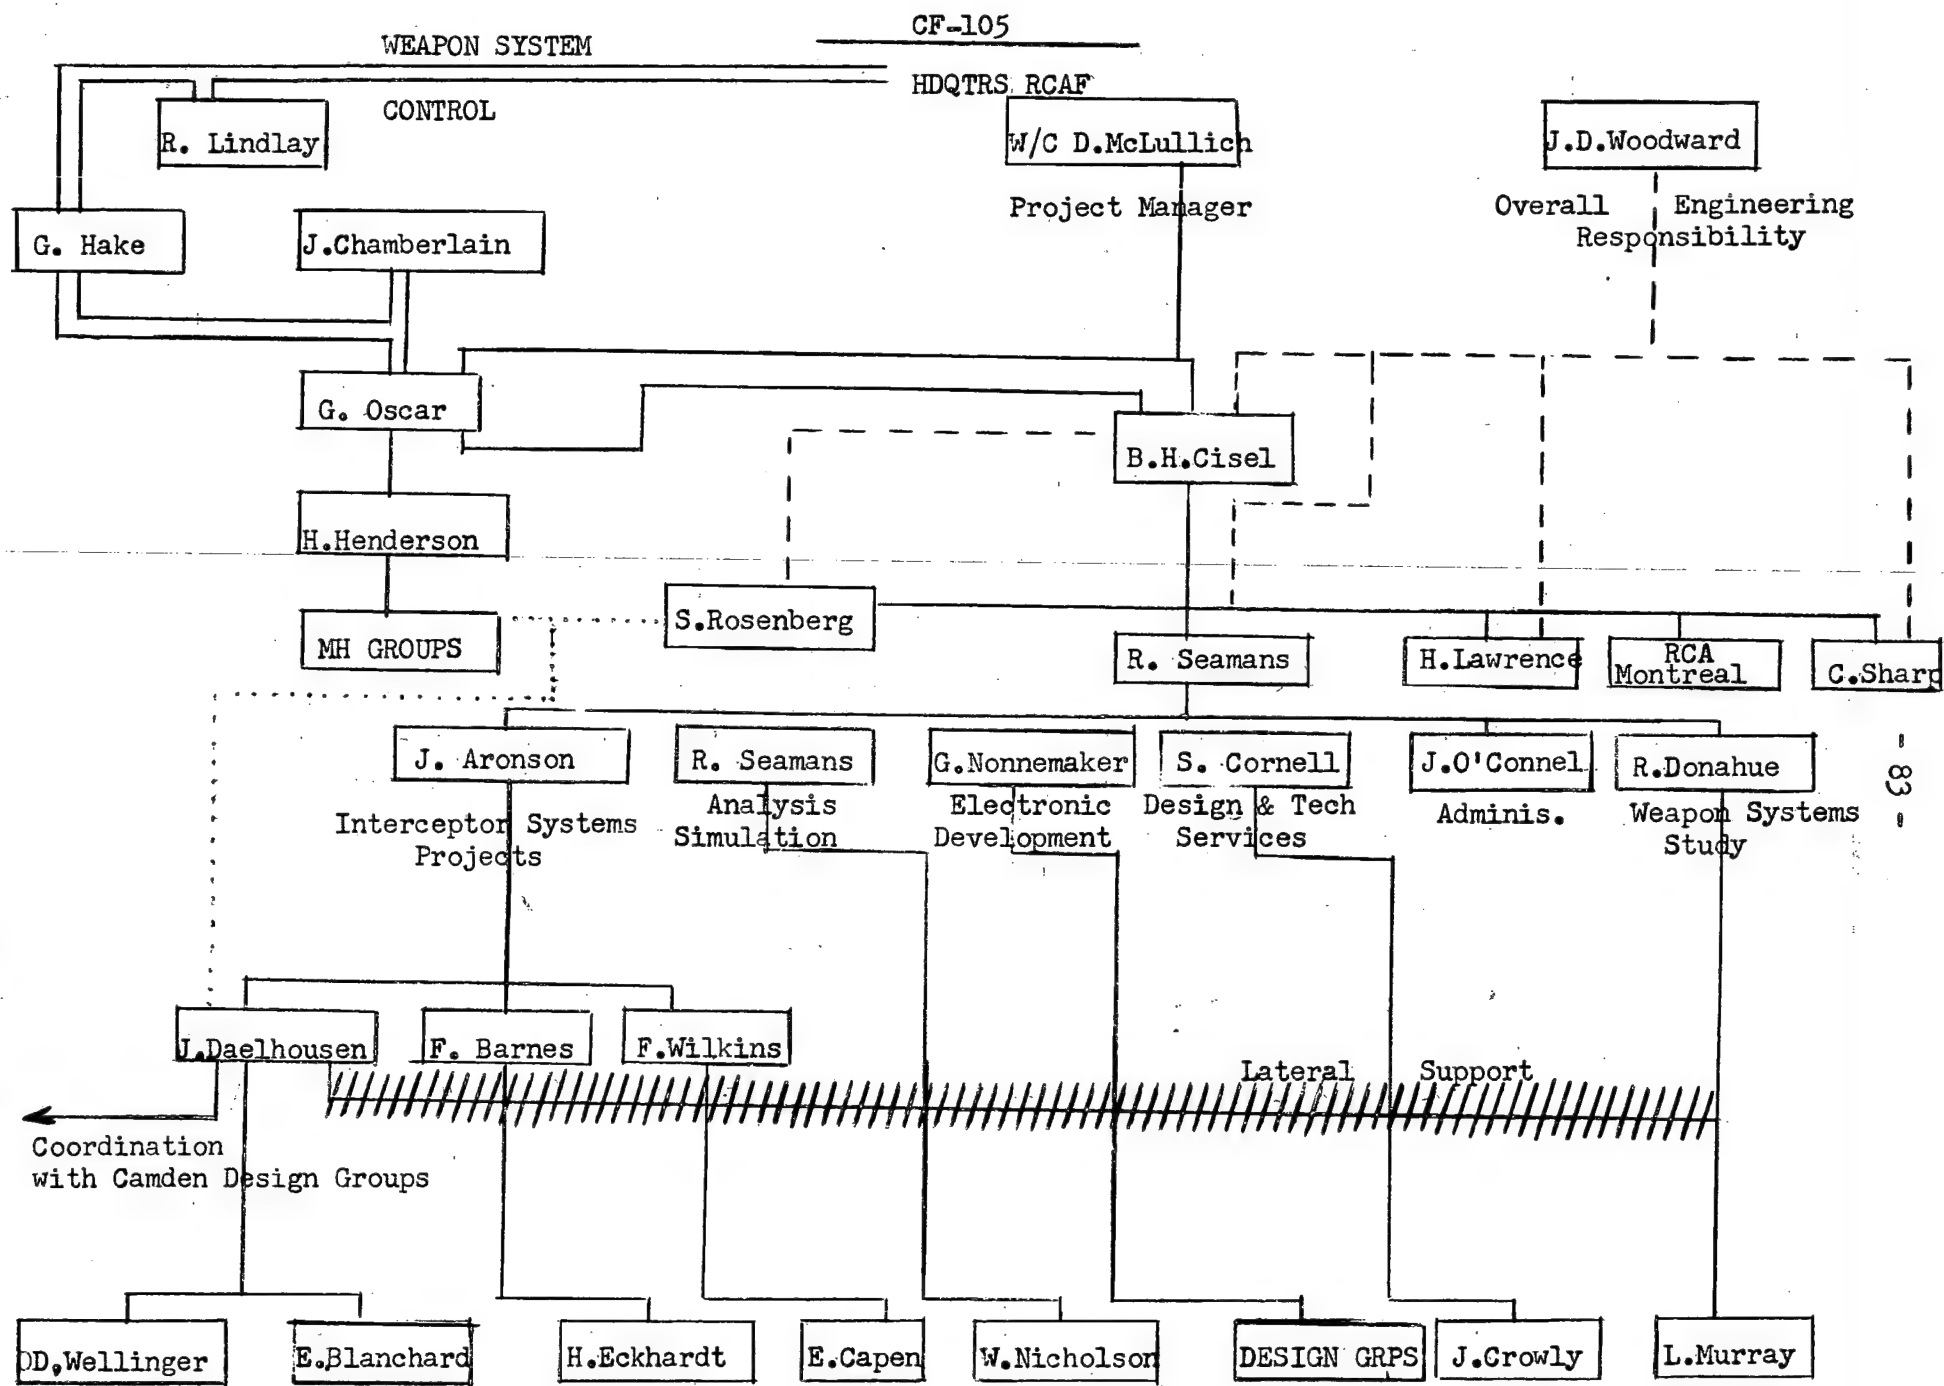 CF-105
WEAPON SYSTEM
HDQTRS RCAF
CONTROL
R. Lindlay
W/C D.McLullich
J.D.Woodward
Project Manager
Overall Engineering
Responsibility
G. Hake
J.Chamberlain
G. Oscar
B.H.Cisel
H.Henderson
S.Rosenberg
MH GROUPS
R. Seamans
H.Lawrence
RCA
Montreal
C.Sharp
J. Aronson
R. Seamans
G.Nonnemaker
S. Cornell
J.O'Connel
R.Donahue
Interceptor Systems
Projects
Analysis
Simulation
Electronic
Development
Design & Tech
Services
Adminis.
Weapon Systems
Study
- 83 -
J.Daelhousen
F. Barnes
F.Wilkins
Lateral Support
Coordination
with Camden Design Groups
DD,Wellinger
E.Blanchard
H.Eckhardt
E.Capen
W.Nicholson
DESIGN GRPS
J.Crowly
L.Murray